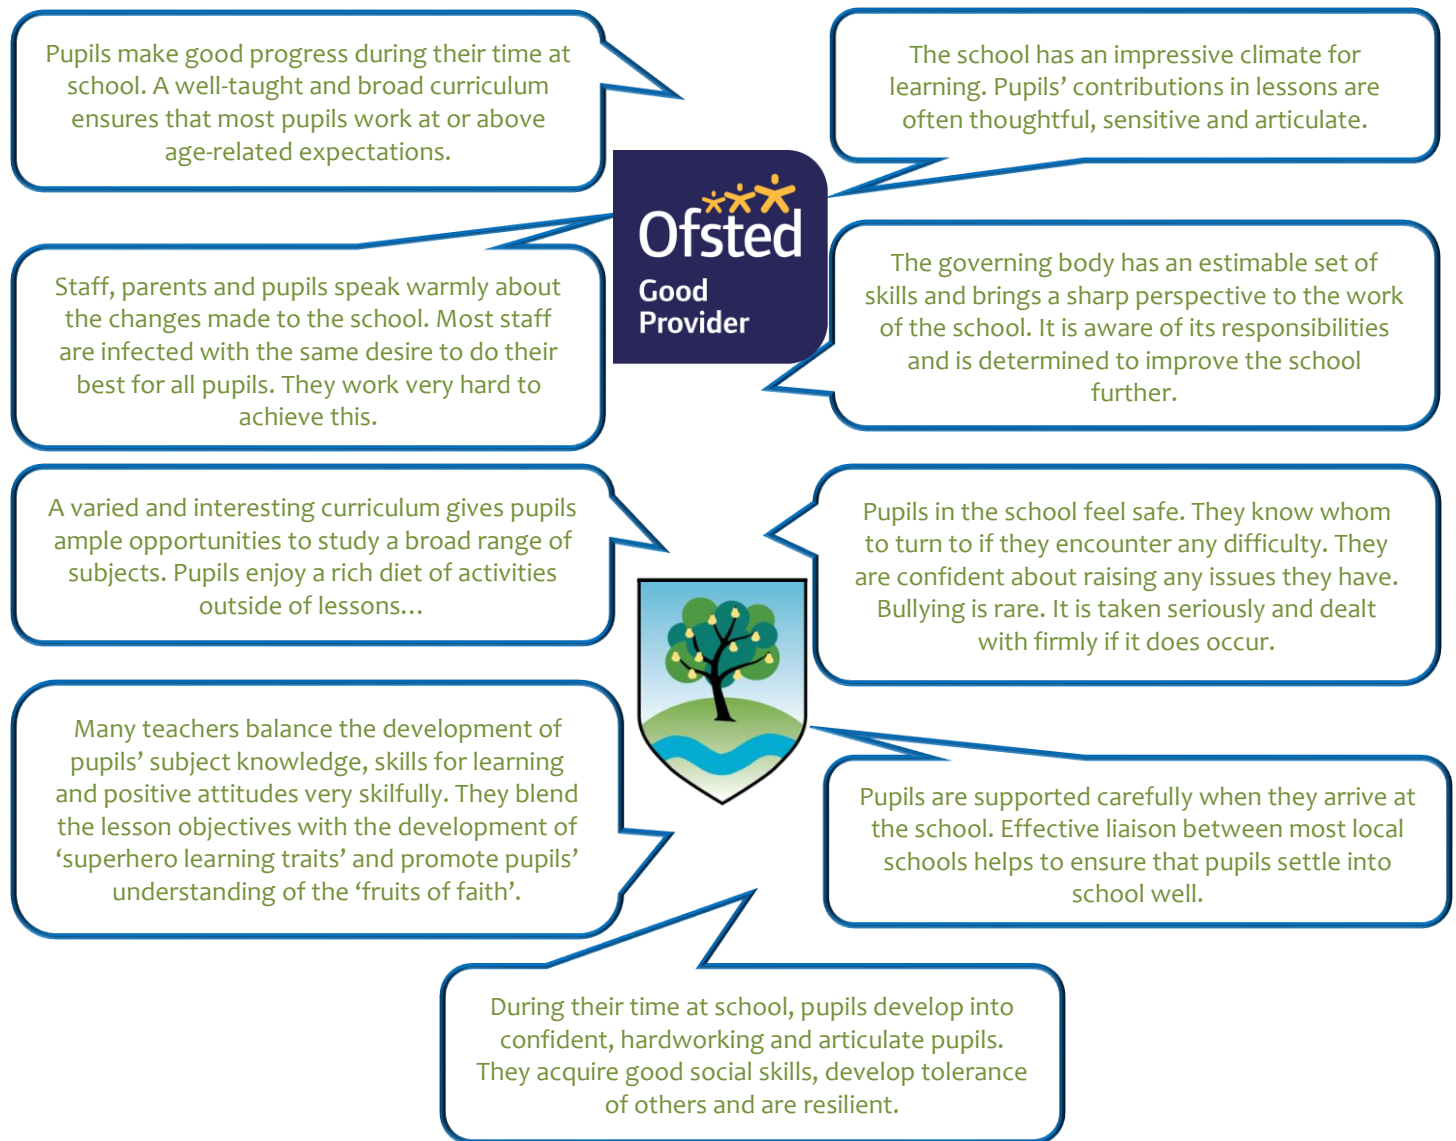 Pupils make good progress during their time at
school. A well-taught and broad curriculum
ensures that most pupils work at or above
age-related expectations.
The school has an impressive climate for
learning. Pupils’ contributions in lessons are
often thoughtful, sensitive and articulate.
Ofsted
Good
Provider
Staff, parents and pupils speak warmly about
the changes made to the school. Most staff
are infected with the same desire to do their
best for all pupils. They work very hard to
achieve this.
The governing body has an estimable set of
skills and brings a sharp perspective to the work
of the school. It is aware of its responsibilities
and is determined to improve the school
further.
A varied and interesting curriculum gives pupils
ample opportunities to study a broad range of
subjects. Pupils enjoy a rich diet of activities
outside of lessons…
Pupils in the school feel safe. They know whom
to turn to if they encounter any difficulty. They
are confident about raising any issues they have.
Bullying is rare. It is taken seriously and dealt
with firmly if it does occur.
Many teachers balance the development of
pupils’ subject knowledge, skills for learning
and positive attitudes very skilfully. They blend
the lesson objectives with the development of
‘superhero learning traits’ and promote pupils’
understanding of the ‘fruits of faith’.
Pupils are supported carefully when they arrive at
the school. Effective liaison between most local
schools helps to ensure that pupils settle into
school well.
During their time at school, pupils develop into
confident, hardworking and articulate pupils.
They acquire good social skills, develop tolerance
of others and are resilient.